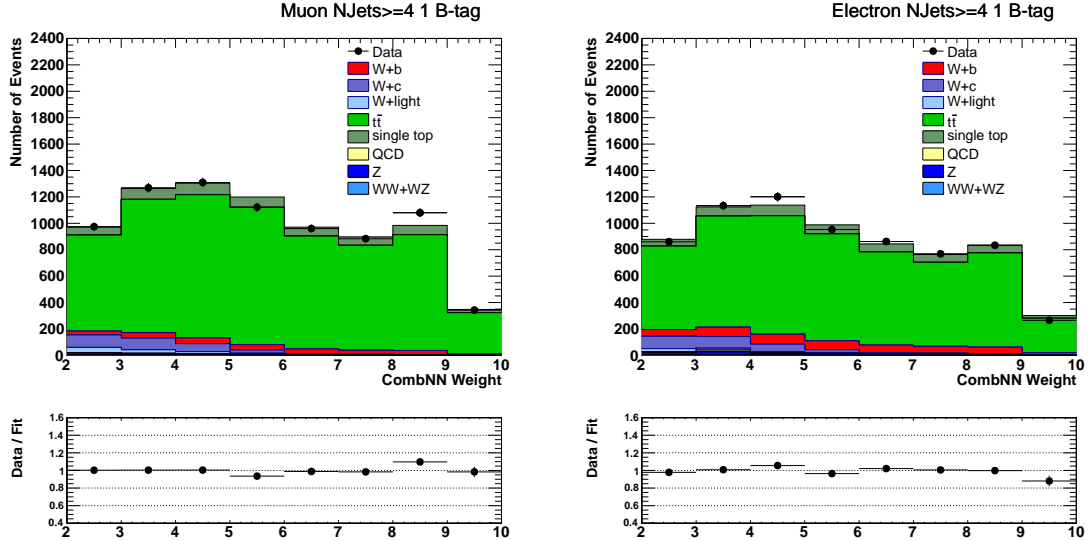 Muon NJets>=4 1 B-tag
Number of Events
2400
2200
2000
1800
1600
1400
1200
1000
800
600
400
200
0
Data
W+b
W+c
W+light
tt̄
single top
QCD
Z
WW+WZ
2 3 4 5 6 7 8 9 10
CombNN Weight
Data / Fit
1.6
1.4
1.2
1
0.8
0.6
0.4
2 3 4 5 6 7 8 9 10
Electron NJets>=4 1 B-tag
Number of Events
2400
2200
2000
1800
1600
1400
1200
1000
800
600
400
200
0
Data
W+b
W+c
W+light
tt̄
single top
QCD
Z
WW+WZ
2 3 4 5 6 7 8 9 10
CombNN Weight
Data / Fit
1.6
1.4
1.2
1
0.8
0.6
0.4
2 3 4 5 6 7 8 9 10